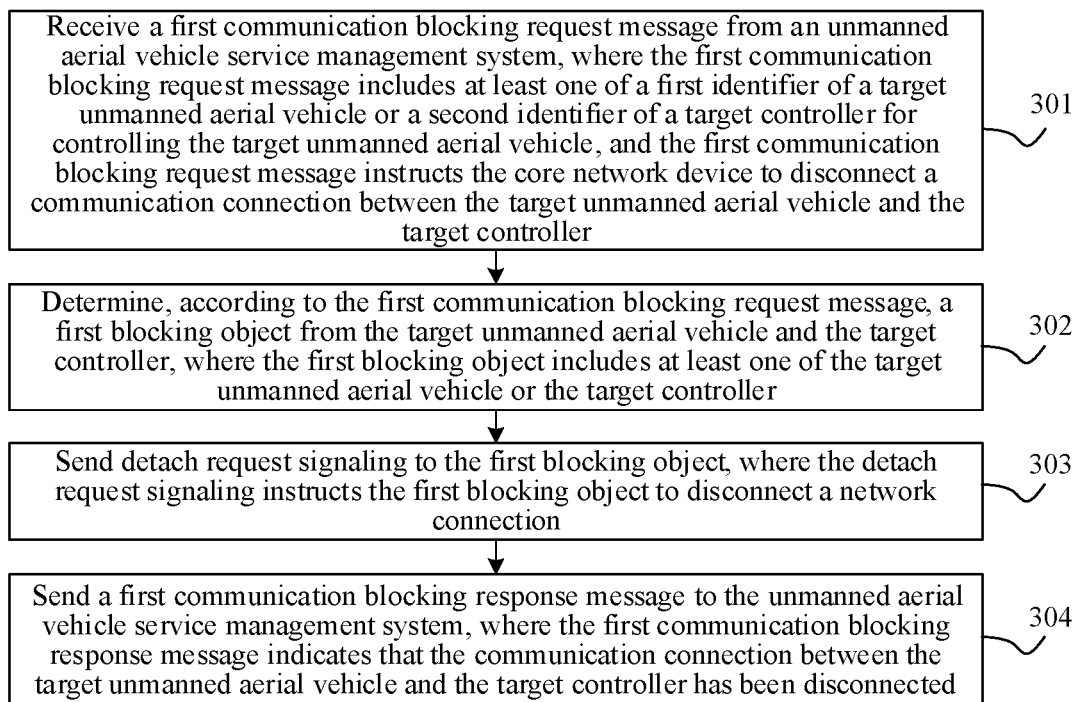 Receive a first communication blocking request message from an unmanned
aerial vehicle service management system, where the first communication
blocking request message includes at least one of a first identifier of a target
unmanned aerial vehicle or a second identifier of a target controller for
controlling the target unmanned aerial vehicle, and the first communication
blocking request message instructs the core network device to disconnect a
communication connection between the target unmanned aerial vehicle and the
target controller
301
Determine, according to the first communication blocking request message, a
first blocking object from the target unmanned aerial vehicle and the target
controller, where the first blocking object includes at least one of the target
unmanned aerial vehicle or the target controller
302
Send detach request signaling to the first blocking object, where the detach
request signaling instructs the first blocking object to disconnect a network
connection
303
Send a first communication blocking response message to the unmanned aerial
vehicle service management system, where the first communication blocking
response message indicates that the communication connection between the
target unmanned aerial vehicle and the target controller has been disconnected
304